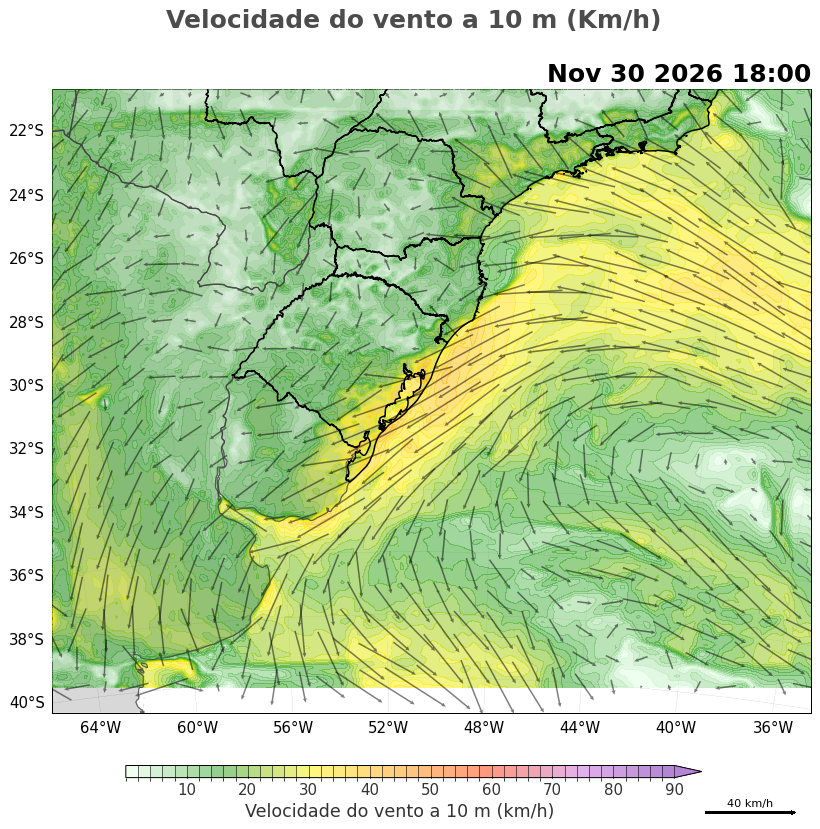 Velocidade do vento a 10 m (Km/h)
Nov 30 2026 18:00
22°S
24°S
26°S
28°S
30°S
32°S
34°S
36°S
38°S
40°S
64°W 60°W 56°W 52°W 48°W 44°W 40°W 36°W
10 20 30 40 50 60 70 80 90
Velocidade do vento a 10 m (km/h)
40 km/h